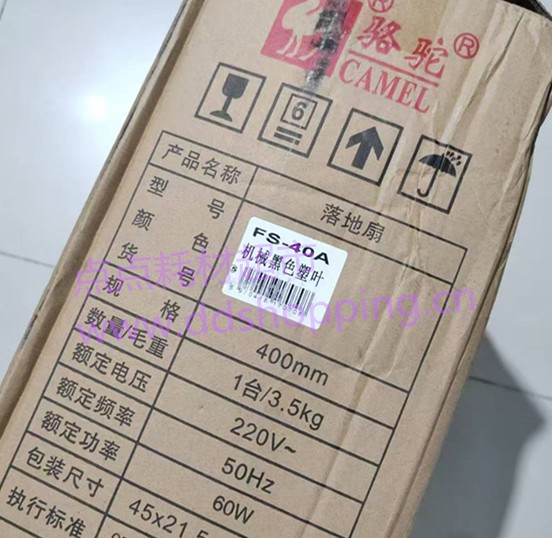 骆驼®
®
CAMEL
6
产品名称 落地扇
型号 FS-40A
颜色 机械黑色塑叶
货号
规格 400mm
数量/毛重 1台/3.5kg
额定电压 220V~
额定频率 50Hz
额定功率 60W
包装尺寸 45x21.5
执行标准
www.ddshopping.cn